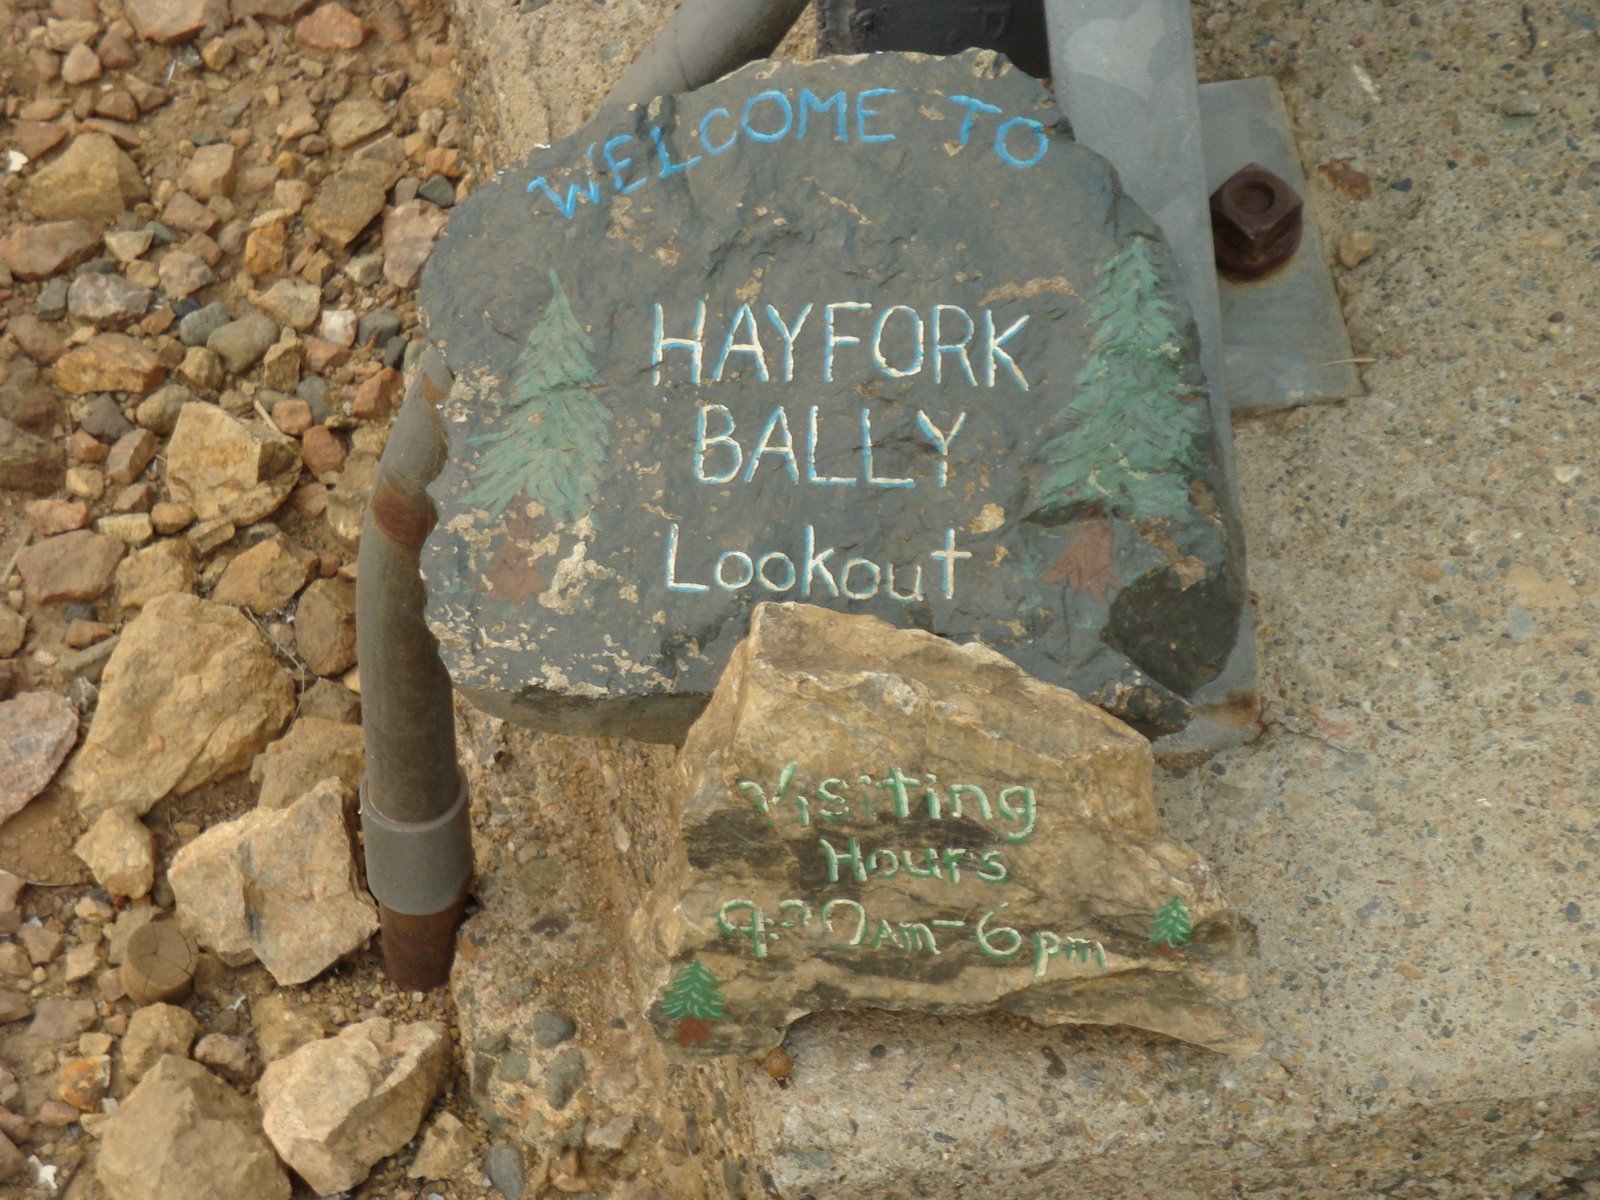 WELCOME TO
HAYFORK
BALLY
Lookout
Visiting
Hours
9:30AM-6pm